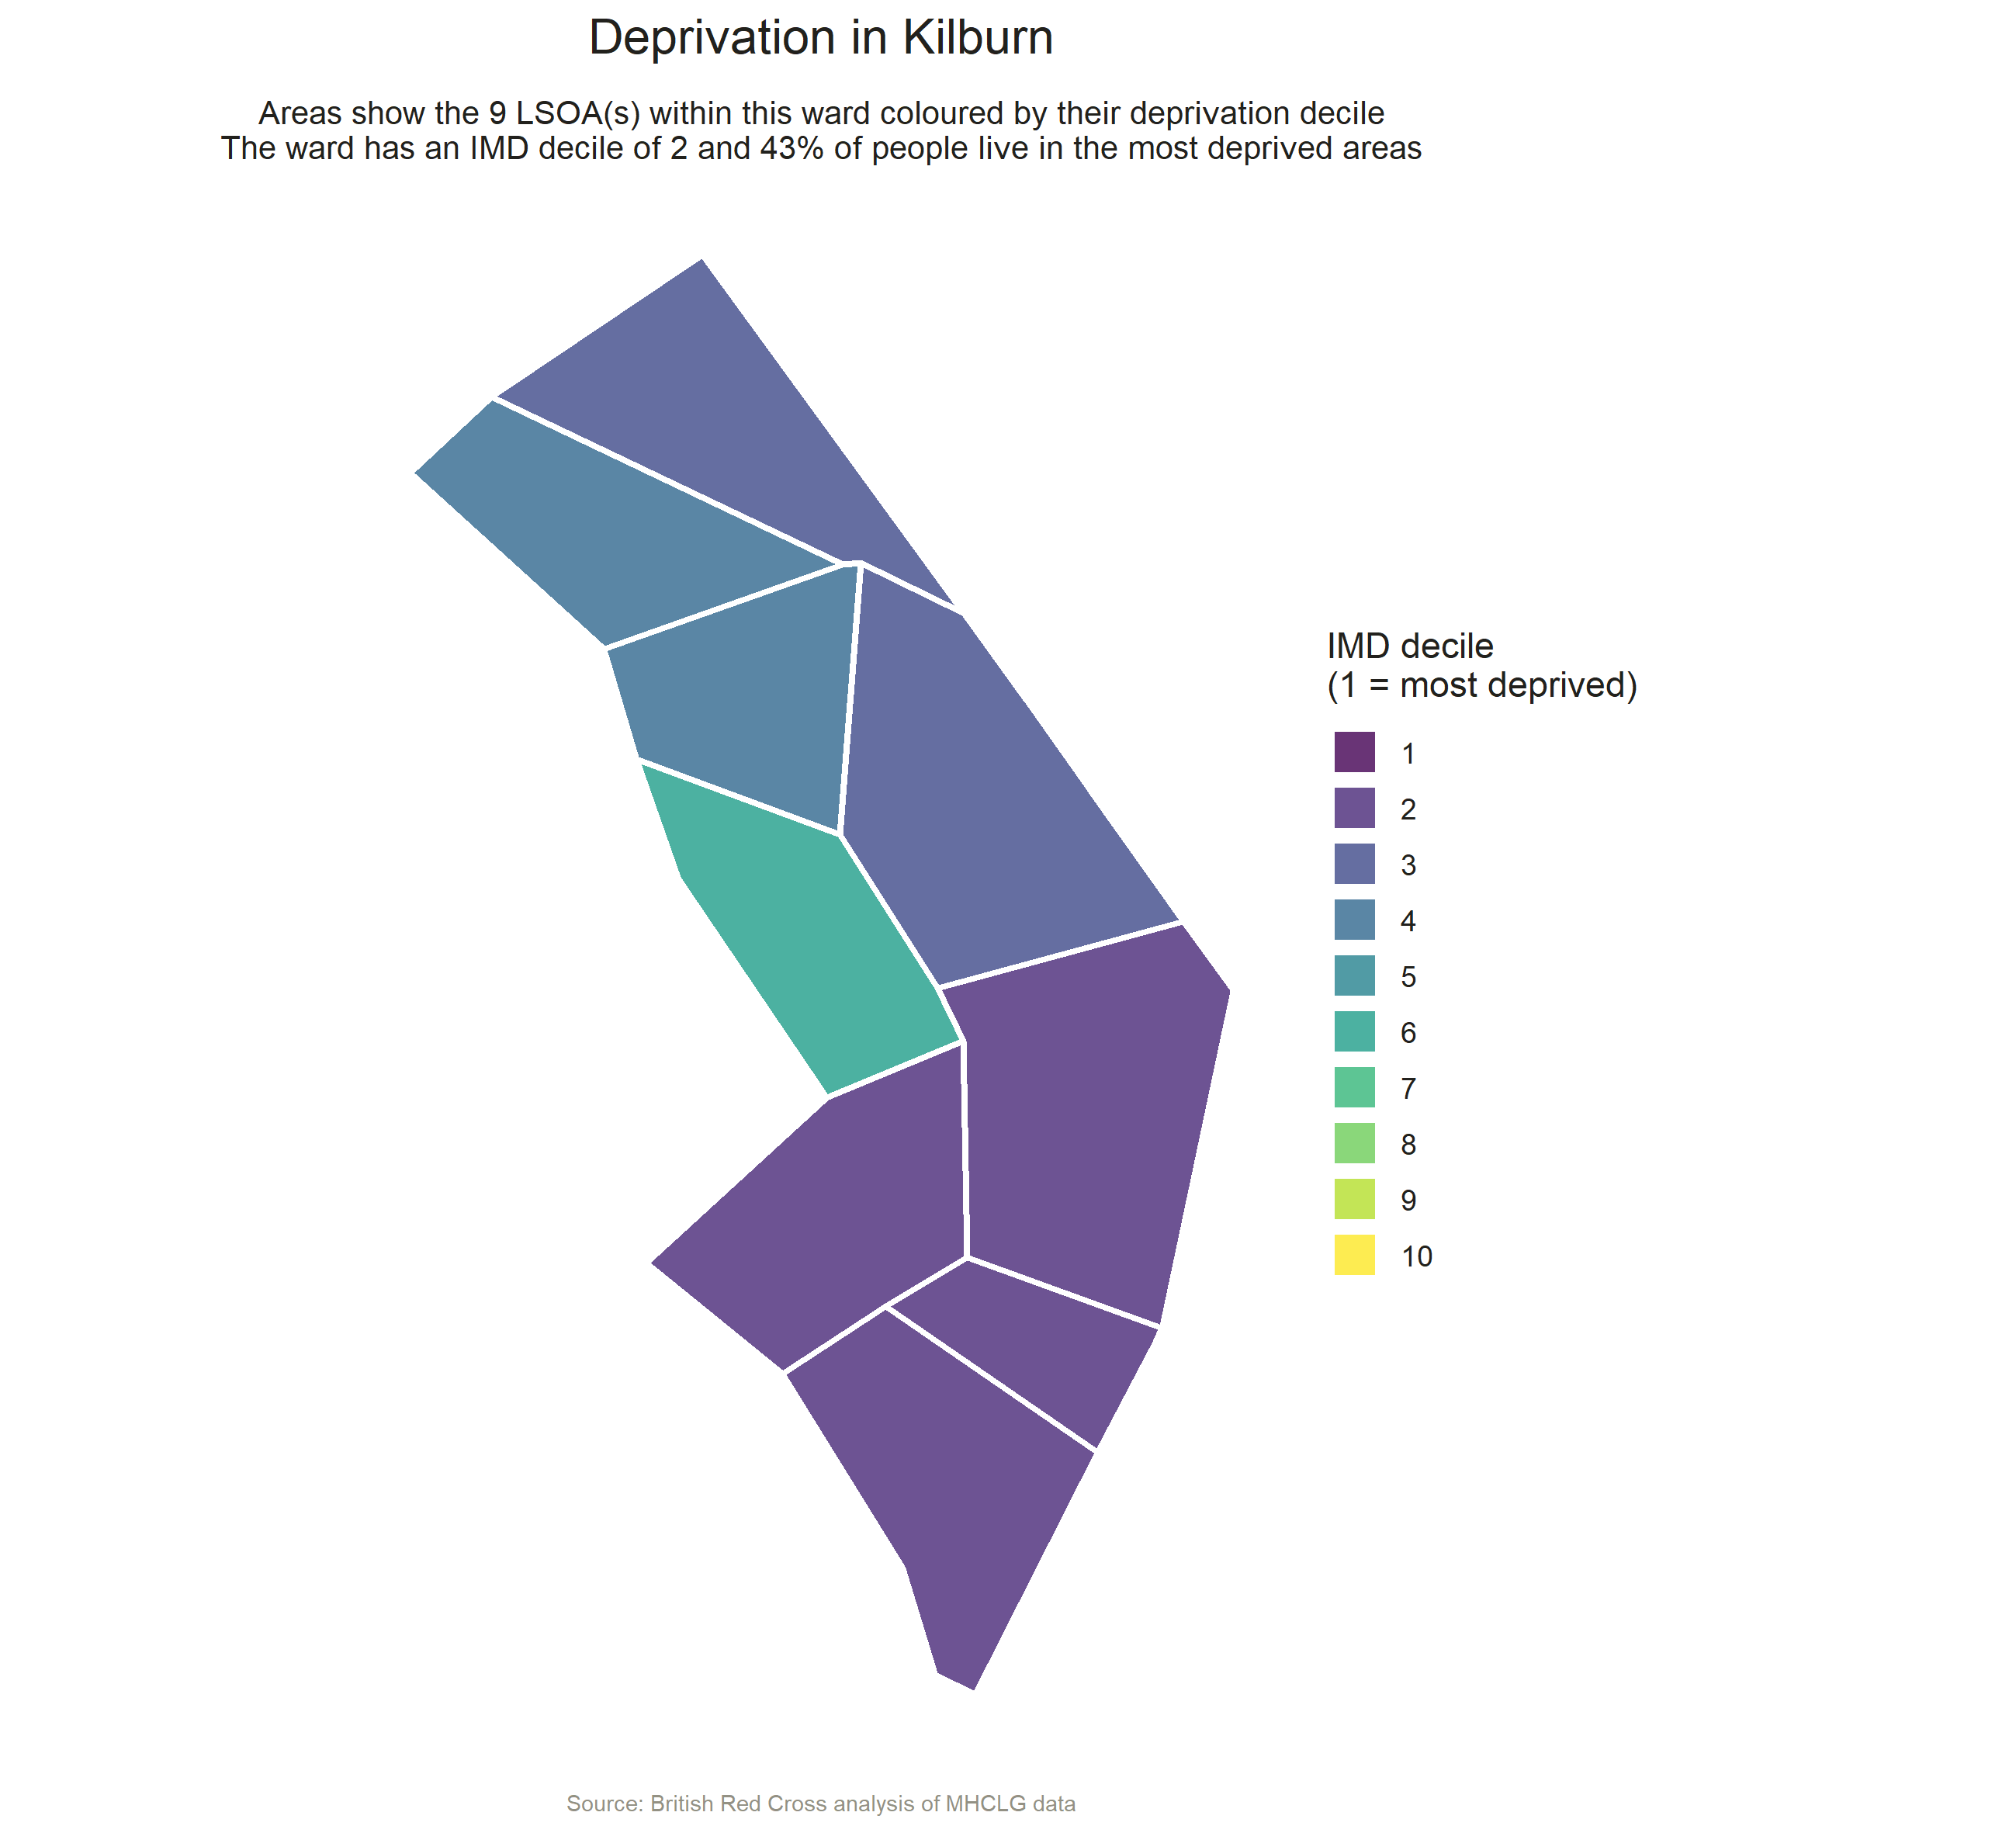 Deprivation in Kilburn
Areas show the 9 LSOA(s) within this ward coloured by their deprivation decile
The ward has an IMD decile of 2 and 43% of people live in the most deprived areas
IMD decile
(1 = most deprived)
1
2
3
4
5
6
7
8
9
10
Source: British Red Cross analysis of MHCLG data